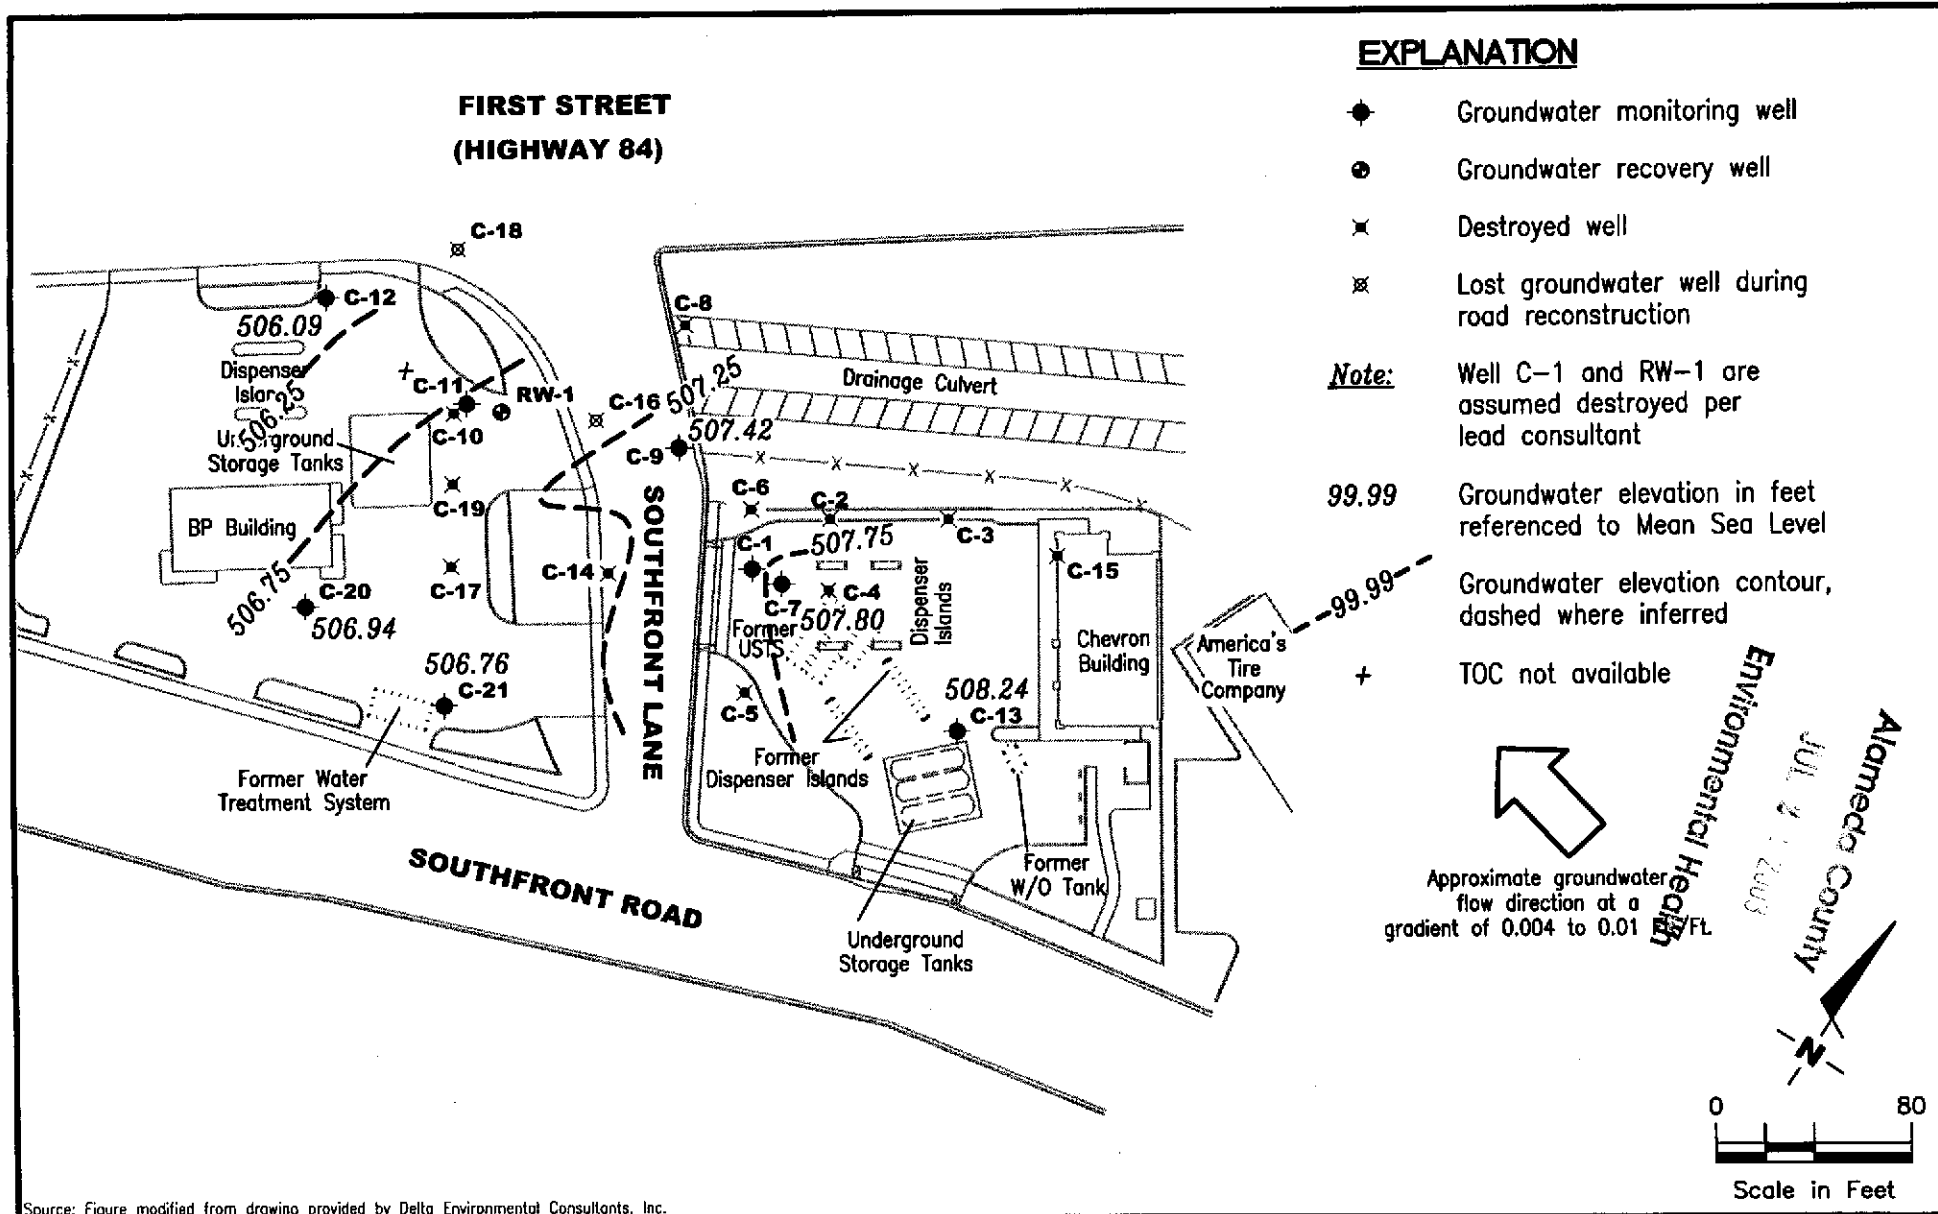 EXPLANATION
Groundwater monitoring well
Groundwater recovery well
Destroyed well
Lost groundwater well during
road reconstruction
Note:
Well C-1 and RW-1 are
assumed destroyed per
lead consultant
99.99
Groundwater elevation in feet
referenced to Mean Sea Level
99.99
Groundwater elevation contour,
dashed where inferred
+
TOC not available
Approximate groundwater
flow direction at a
gradient of 0.004 to 0.01 /Ft.
Alameda County
Environmental Health
N
0
80
Scale in Feet
FIRST STREET
(HIGHWAY 84)
C-18
C-12
506.09
Dispenser
506.25
+
C-11
RW-1
C-10
C-16
Storage Tanks
C-19
BP Building
506.75
C-20
506.94
C-17
C-14
506.76
C-21
Former Water
Treatment System
SOUTHFRONT LANE
SOUTHFRONT ROAD
C-8
507.25
Drainage Culvert
507.42
C-9
C-6
C-2
C-3
C-1
507.75
C-15
C-7
C-4
507.80
Dispenser
Islands
Former
USTS
C-5
508.24
C-13
Chevron
Building
America's
Tire
Company
Former
Dispenser Islands
Former
W/O Tank
Underground
Storage Tanks
Source: Figure modified from drawing provided by Delta Environmental Consultants, Inc.